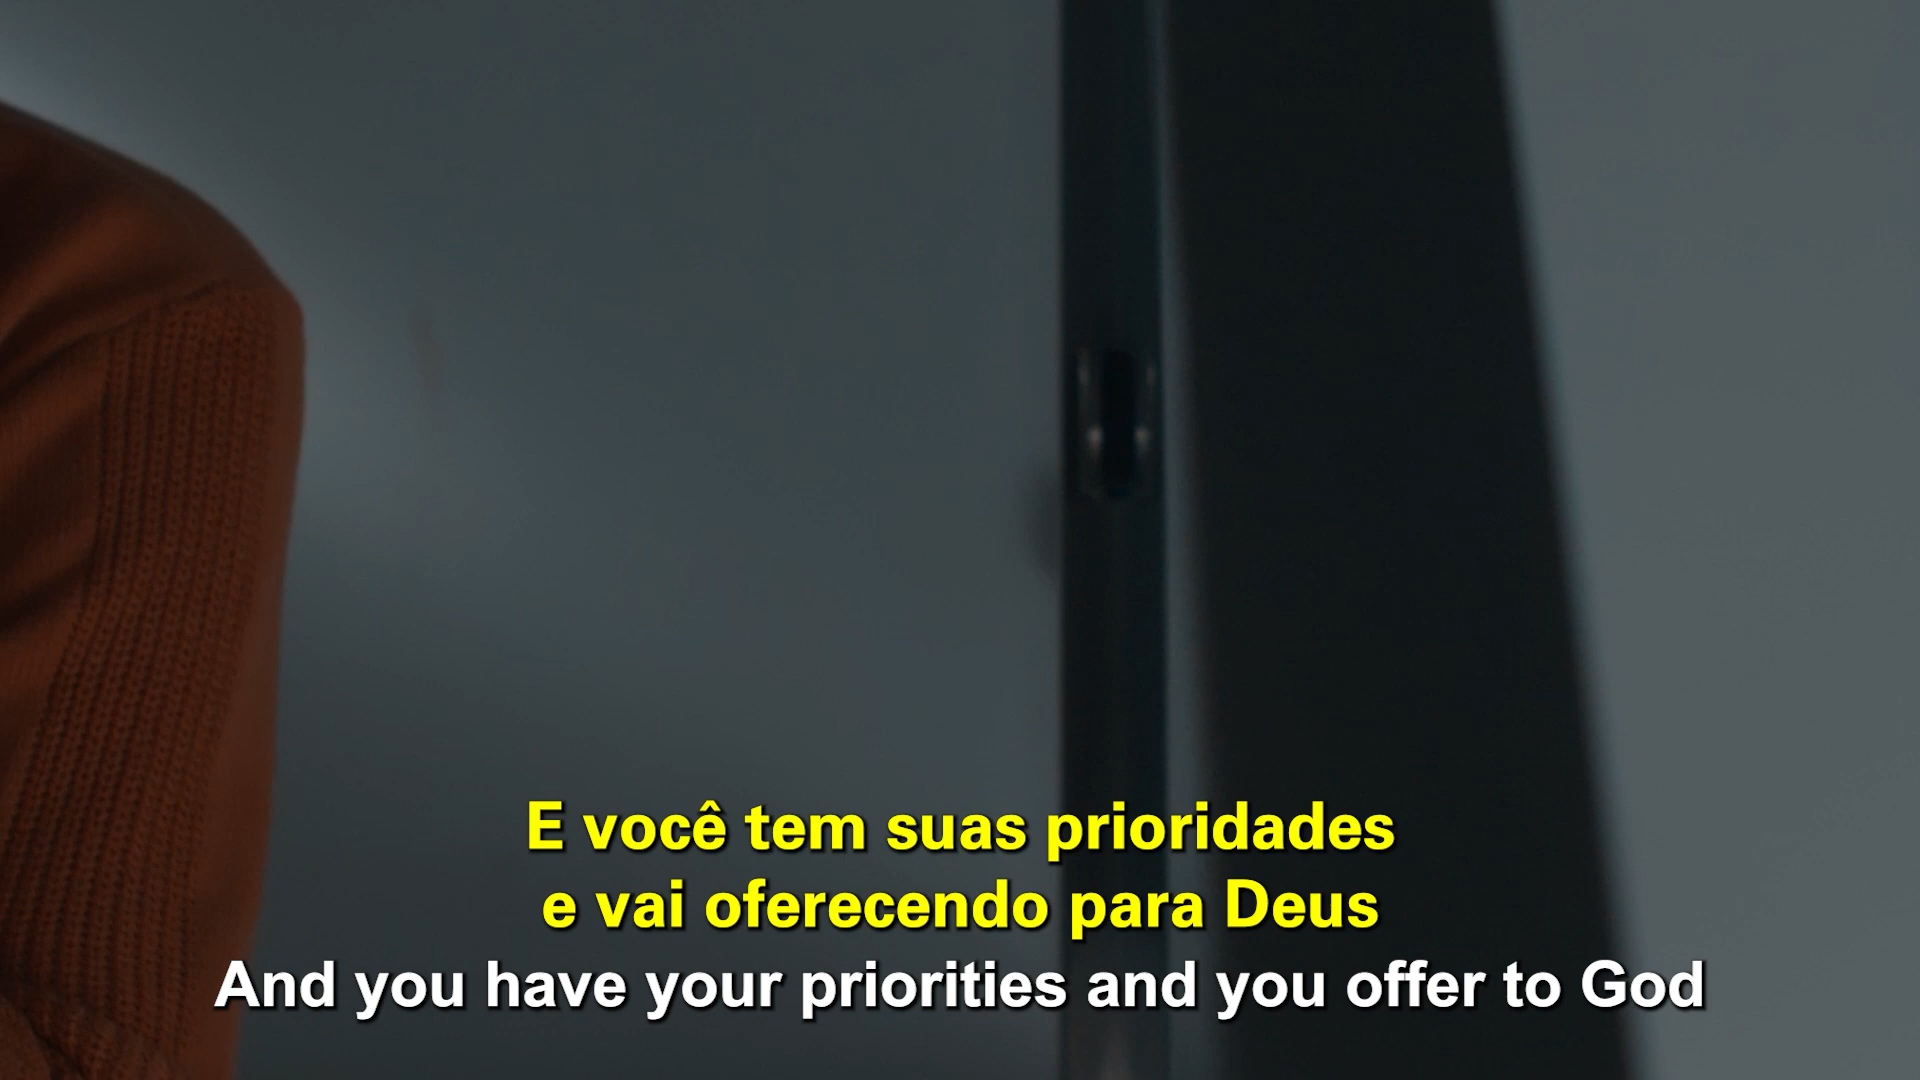 E você tem suas prioridades
e vai oferecendo para Deus
And you have your priorities and you offer to God